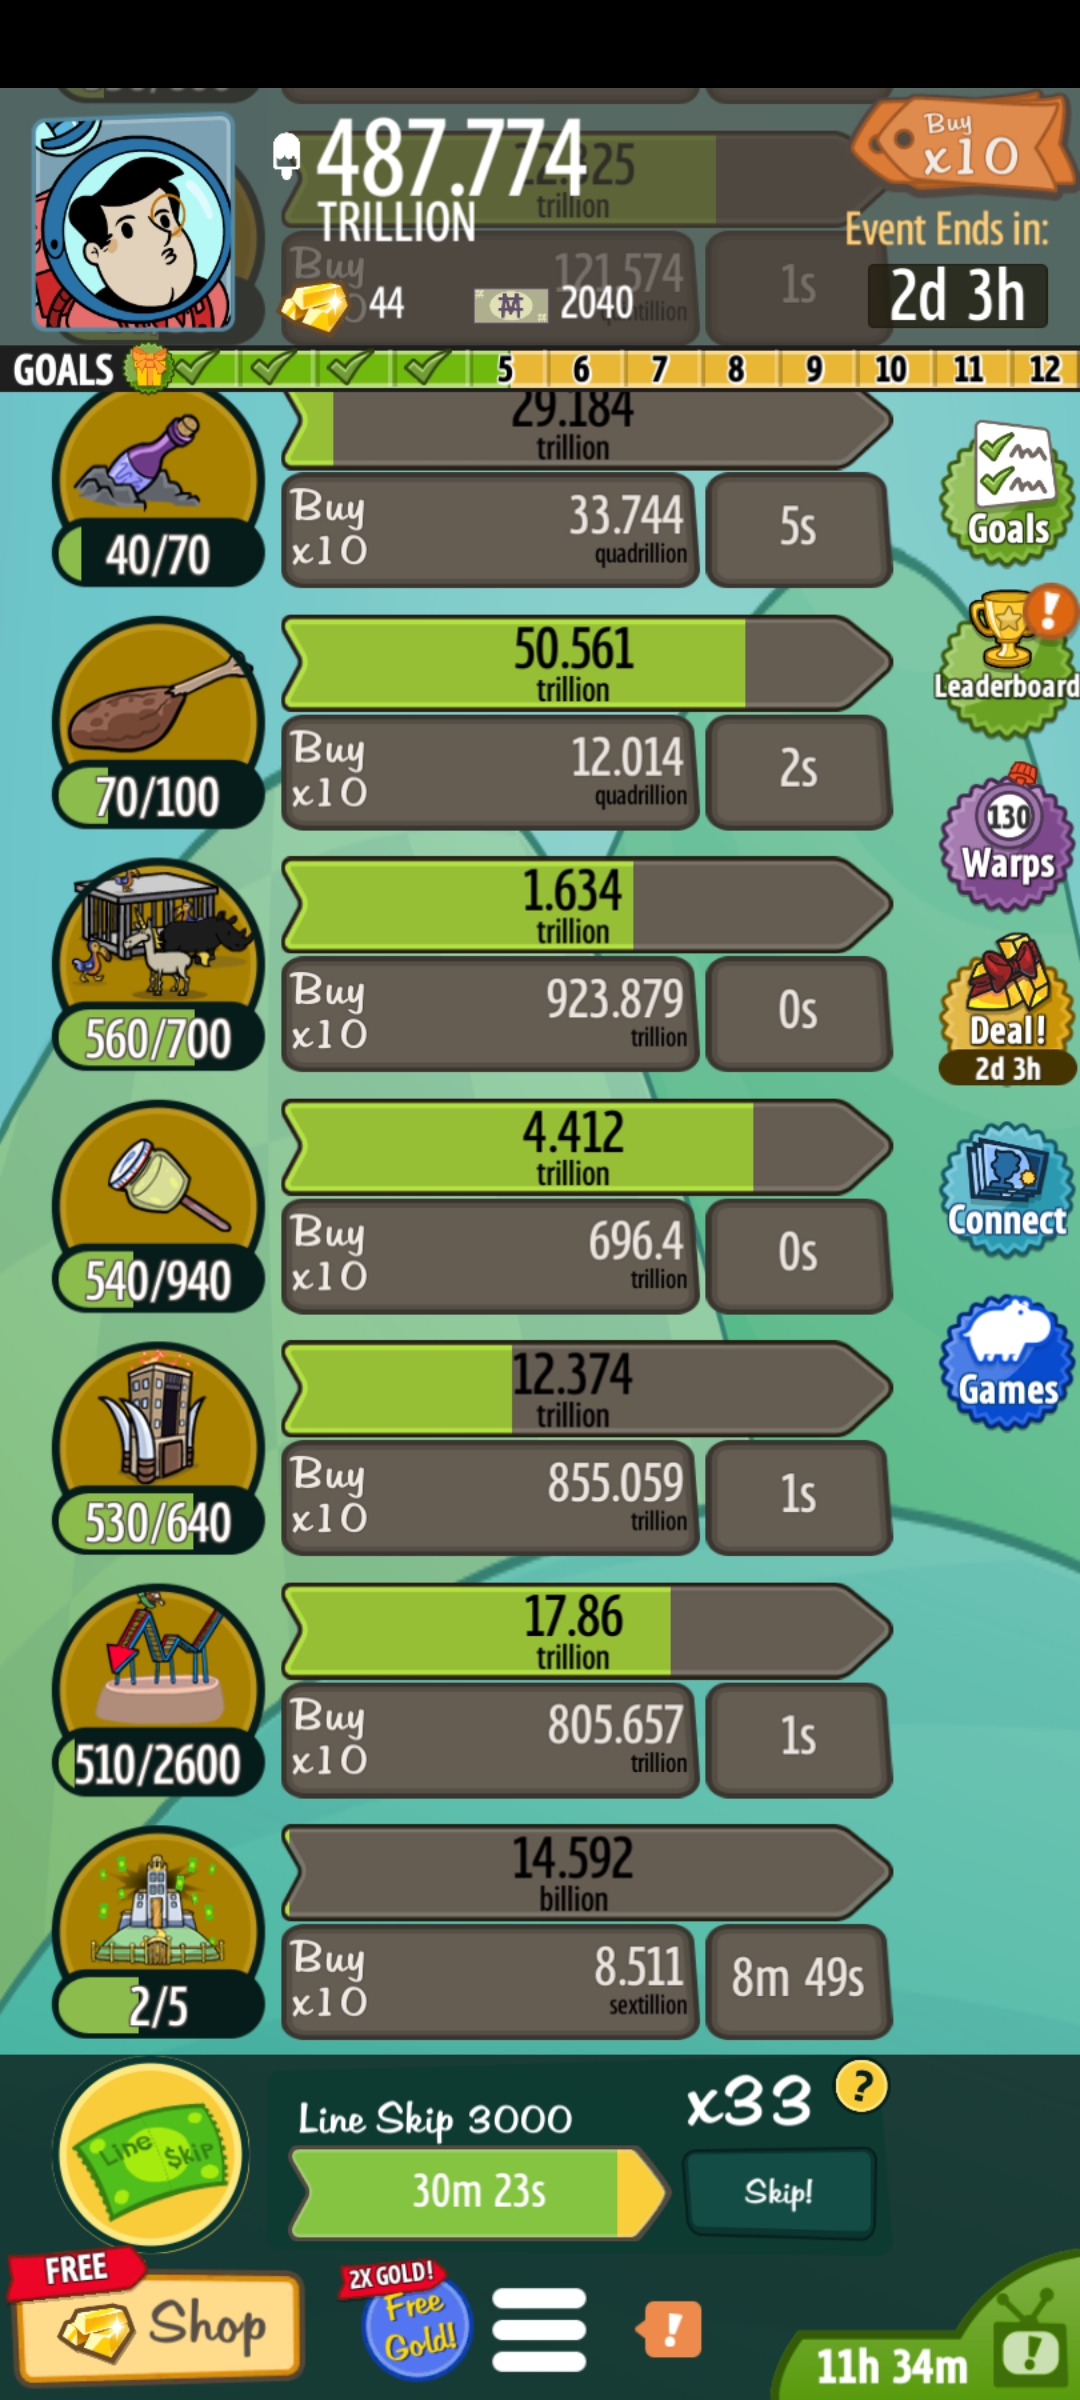 487.774
TRILLION
trillion
Buy
x10
Event Ends in:
2d 3h
Buy
121.574
1s
44
2040
GOALS
5 6 7 8 9 10 11 12
29.184
trillion
40/70
Buy
x10
33.744
quadrillion
5s
Goals
50.561
trillion
70/100
Buy
x10
12.014
quadrillion
2s
Leaderboard
1.634
trillion
560/700
Buy
x10
923.879
trillion
0s
130
Warps
Deal!
2d 3h
4.412
trillion
540/940
Buy
x10
696.4
trillion
0s
Connect
12.374
trillion
530/640
Buy
x10
855.059
trillion
1s
Games
17.86
trillion
510/2600
Buy
x10
805.657
trillion
1s
14.592
billion
2/5
Buy
x10
8.511
sextillion
8m 49s
Line $kip
Line Skip 3000
x33
?
30m 23s
Skip!
FREE
Shop
2X GOLD!
Free
Gold!
!
11h 34m